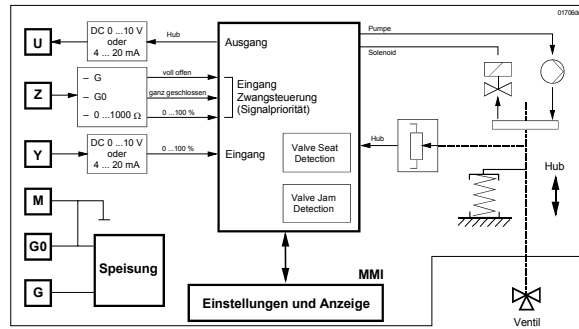 01706de
U
DC 0 ...10 V
oder
4 ... 20 mA
Hub
Ausgang
Pumpe
Solenoid
Z
– G
– G0
– 0...1000 Ω
voll offen
ganz geschlossen
0 ...100 %
Eingang
Zwangsteuerung
(Signalpriorität)
Y
DC 0 ...10 V
oder
4 ... 20 mA
0 ...100 %
Eingang
Valve Seat
Detection
Valve Jam
Detection
Hub
Hub
M
G0
G
Speisung
MMI
Einstellungen und Anzeige
Ventil